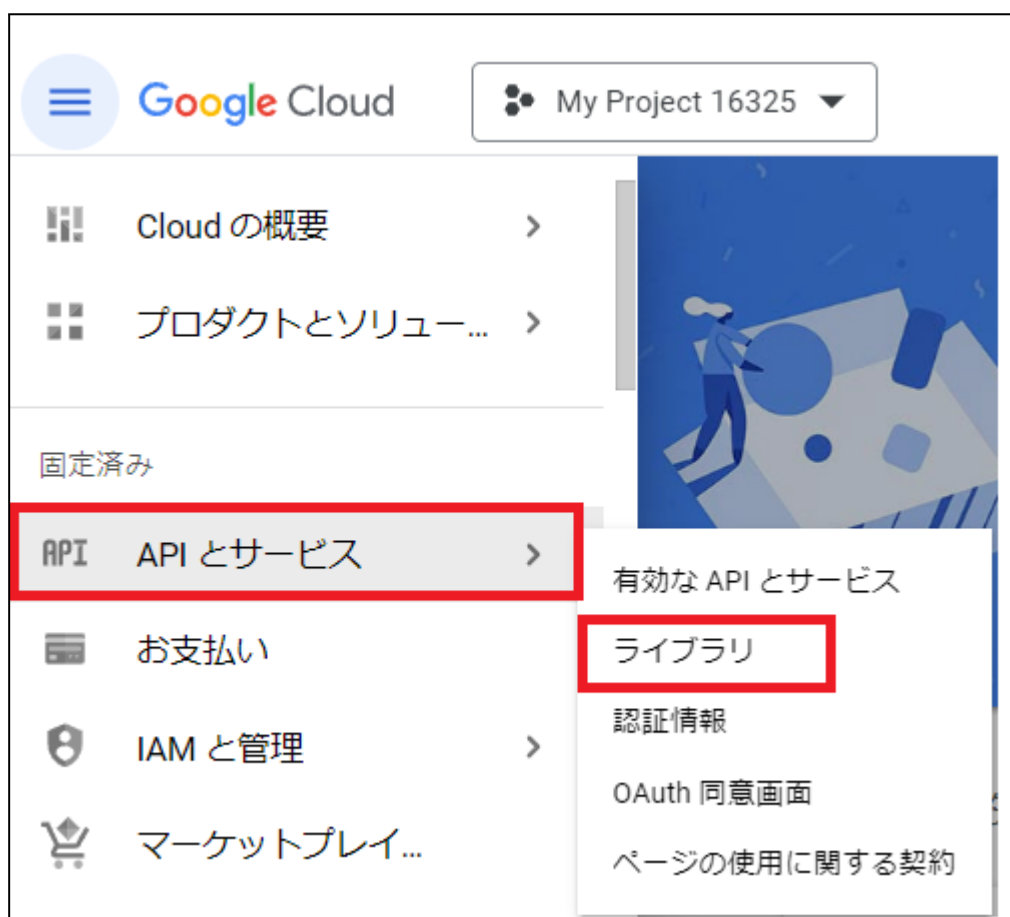 Google Cloud
My Project 16325
Cloud の概要
プロダクトとソリュー...
固定済み
API API とサービス
お支払い
IAM と管理
マーケットプレイ...
有効な API とサービス
ライブラリ
認証情報
OAuth 同意画面
ページの使用に関する契約